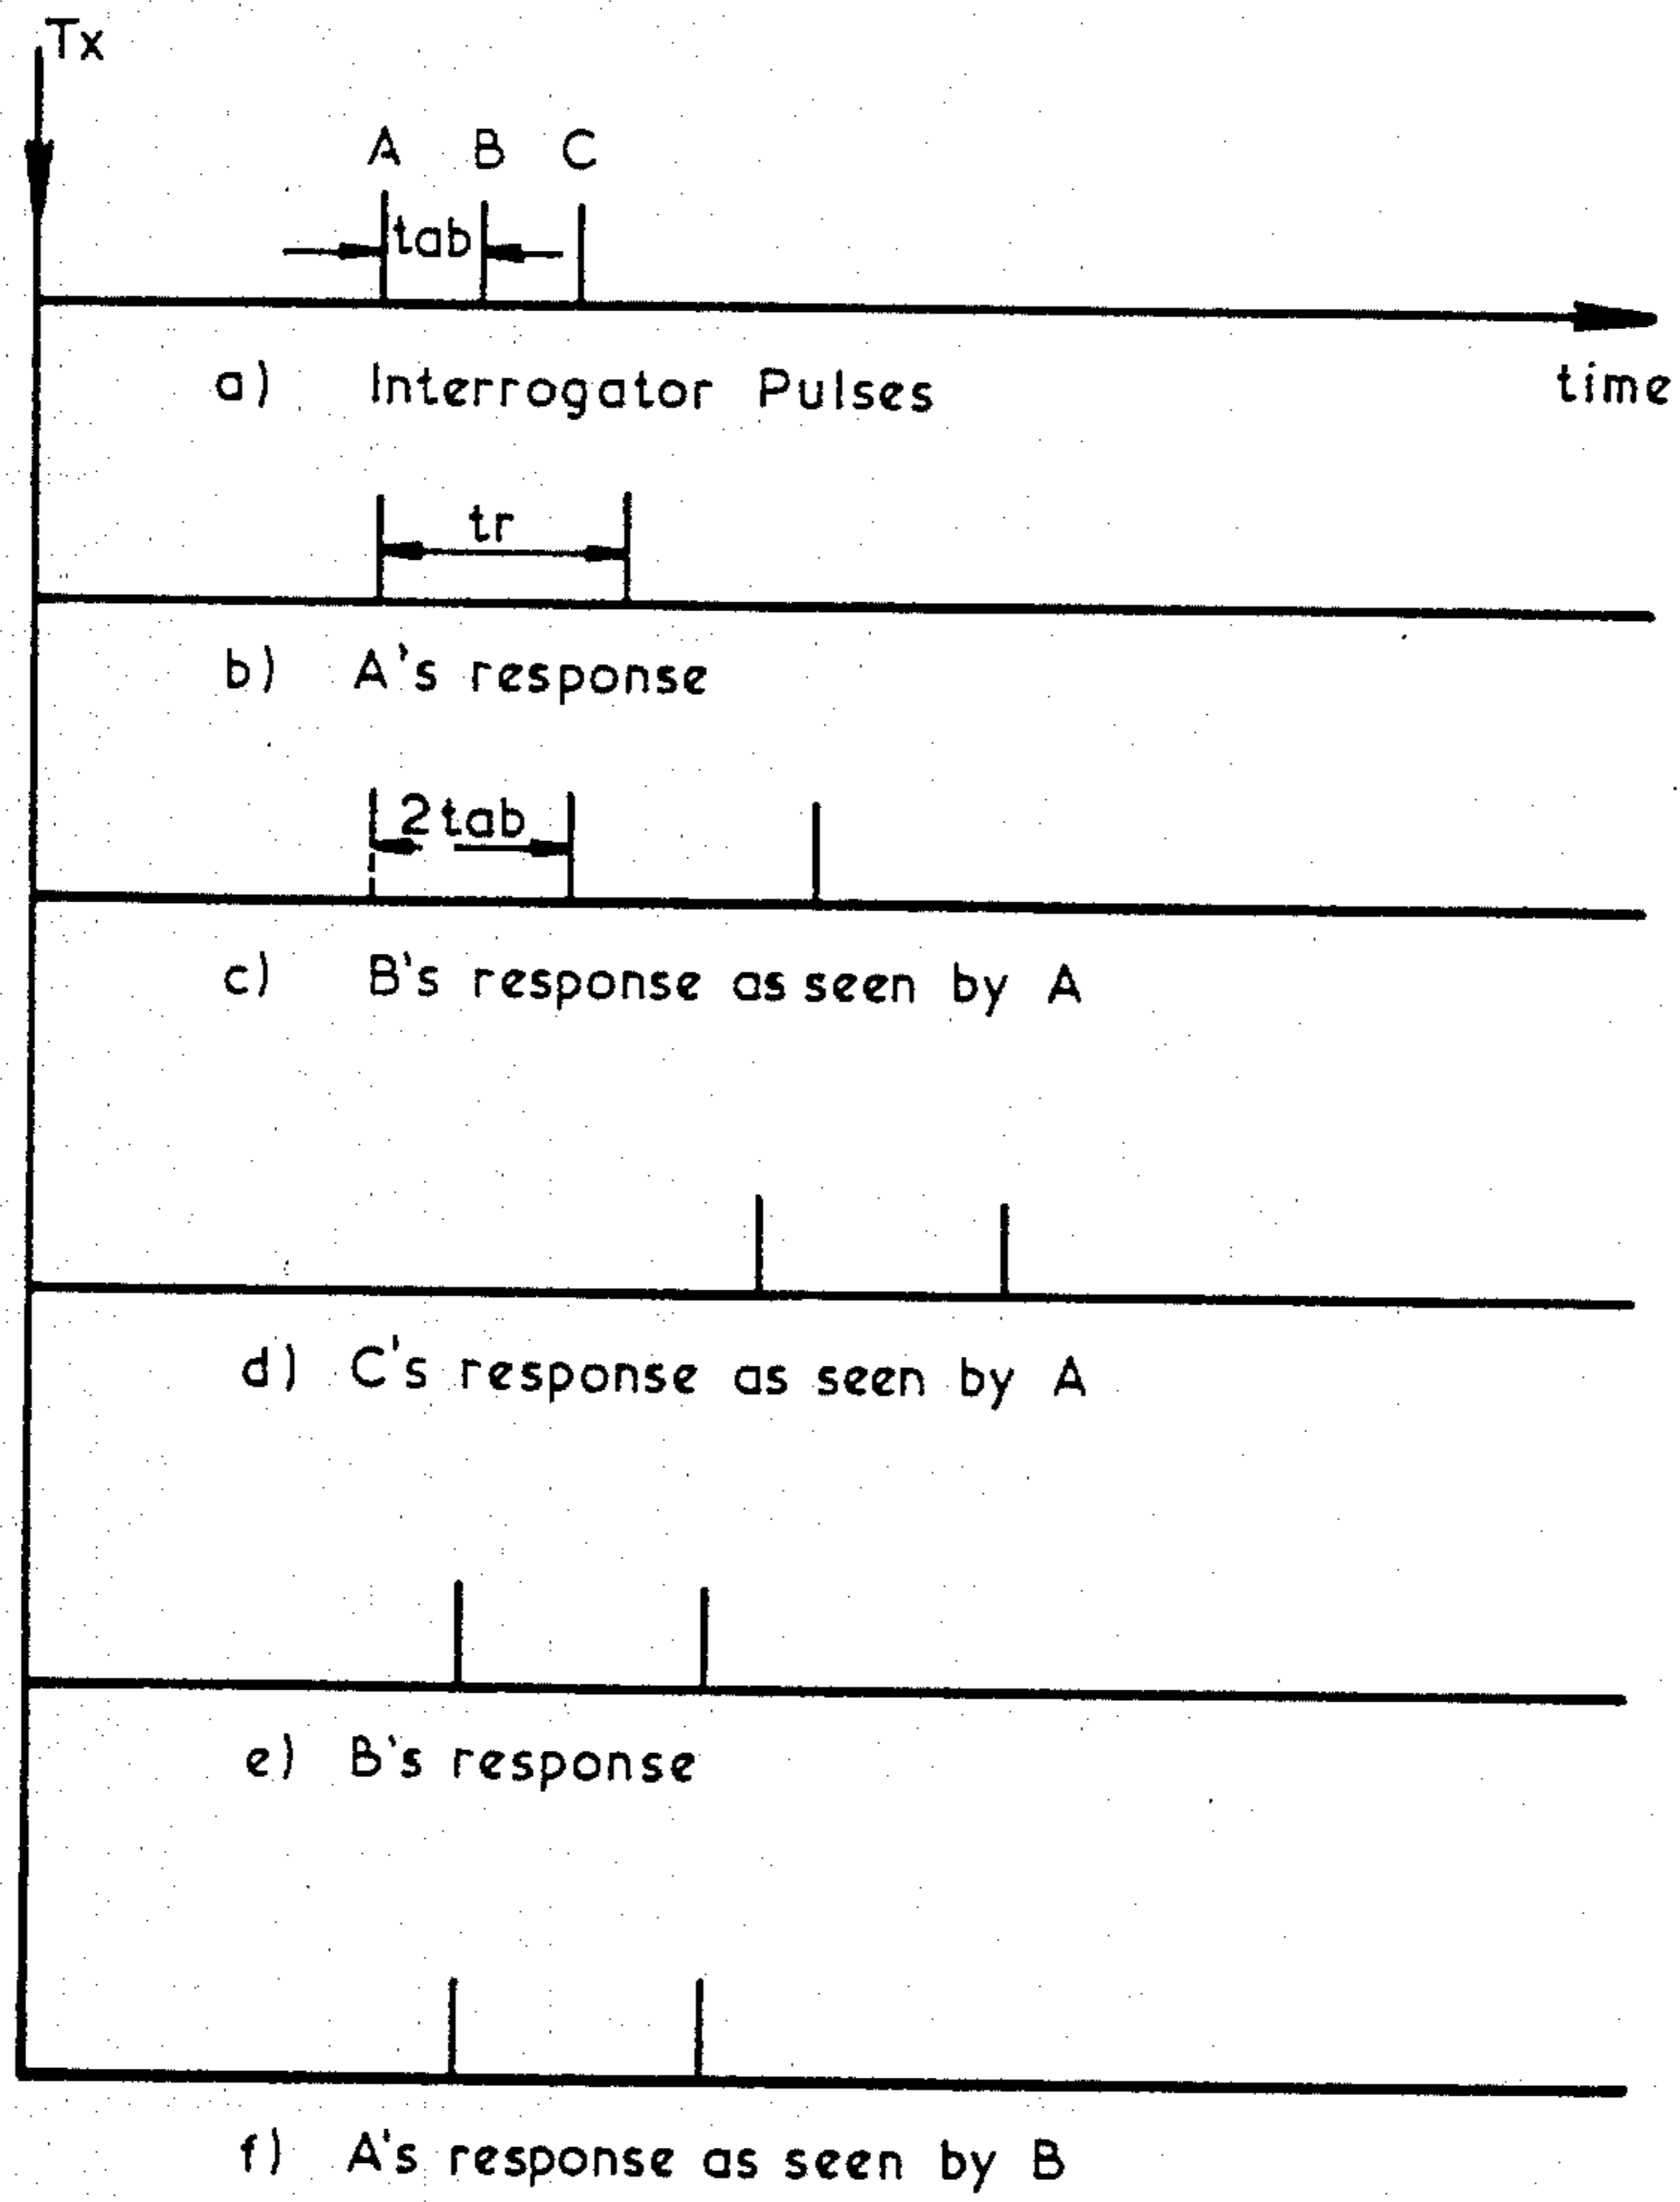 Tx
A B C
tab
a) Interrogator Pulses
time
tr
b) A's response
2tab
c) B's response as seen by A
d) C's response as seen by A
e) B's response
f) A's response as seen by B